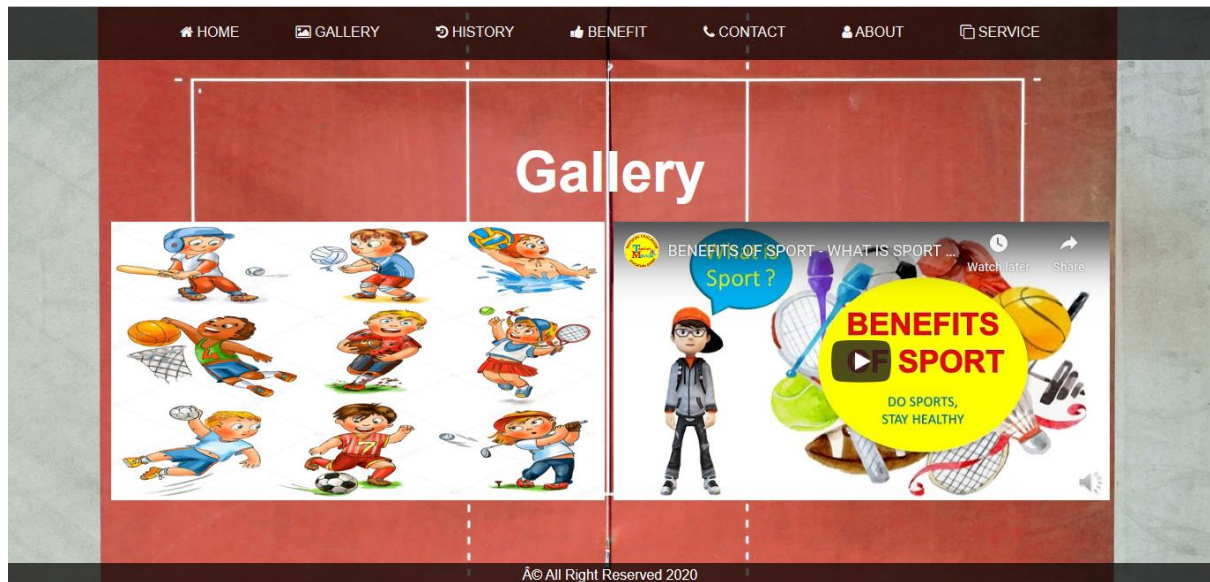 HOME GALLERY HISTORY BENEFIT CONTACT ABOUT SERVICE
Gallery
BENEFITS OF SPORT - WHAT IS SPORT ...
Watch later Share
What is
Sport ?
BENEFITS
OF SPORT
DO SPORTS,
STAY HEALTHY
7
Â© All Right Reserved 2020